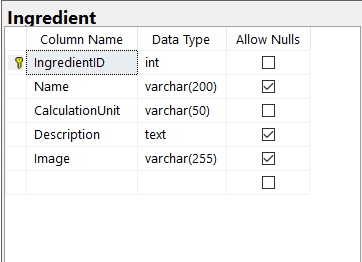 Ingredient
Column Name Data Type Allow Nulls
IngredientID int
Name varchar(200)
CalculationUnit varchar(50)
Description text
Image varchar(255)